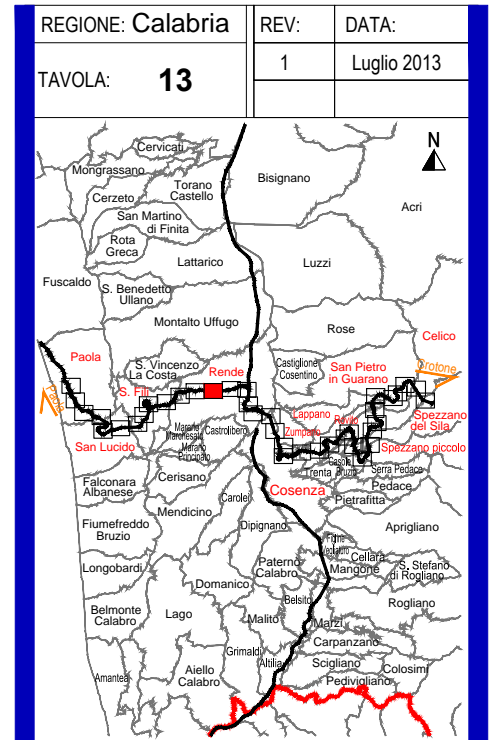 REGIONE: Calabria
REV:
DATA:
TAVOLA: 13
1
Luglio 2013
N
Cervicati
Mongrassano
Bisignano
Torano
Castello
Cerzeto
Acri
San Martino
di Finita
Rota
Greca
Lattarico
Luzzi
Fuscaldo
S. Benedetto
Ullano
Montalto Uffugo
Rose
Celico
Paola
S. Vincenzo
La Costa
Rende
Castiglione
Cosentino
San Pietro
in Guarano
Crotone
Paola
S. Fili
Lappano
Rovito
Spezzano
del Sila
Marano
Marchesato
Castrolibero
Zumpano
San Lucido
Marano
Principato
Spezzano piccolo
Casole
Bruzio
Trenta
Serra Pedace
Cerisano
Falconara
Albanese
Cosenza
Pedace
Pietrafitta
Carolei
Mendicino
Fiumefreddo
Bruzio
Dipignano
Aprigliano
Figline
Vegliaturo
Cellara
Longobardi
Paterno
Calabro
Mangone
S. Stefano
di Rogliano
Domanico
Belsito
Rogliano
Belmonte
Calabro
Lago
Malito
Marzi
Carpanzano
Grimaldi
Altilia
Scigliano
Colosimi
Amantea
Aiello
Calabro
Pedivigliano